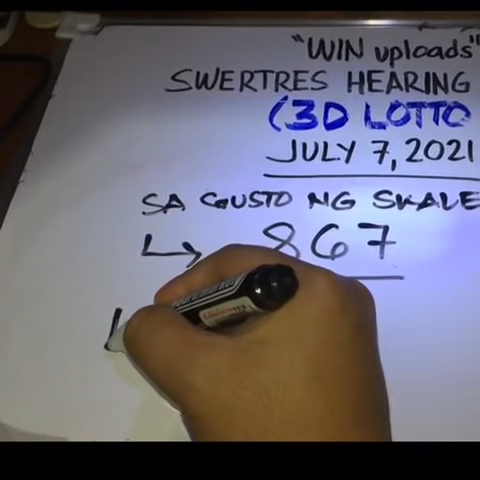 "WIN uploads"
SWERTRES HEARING
(3D LOTTO
JULY 7, 2021
SA GUSTO NG SKALE
↳ 867